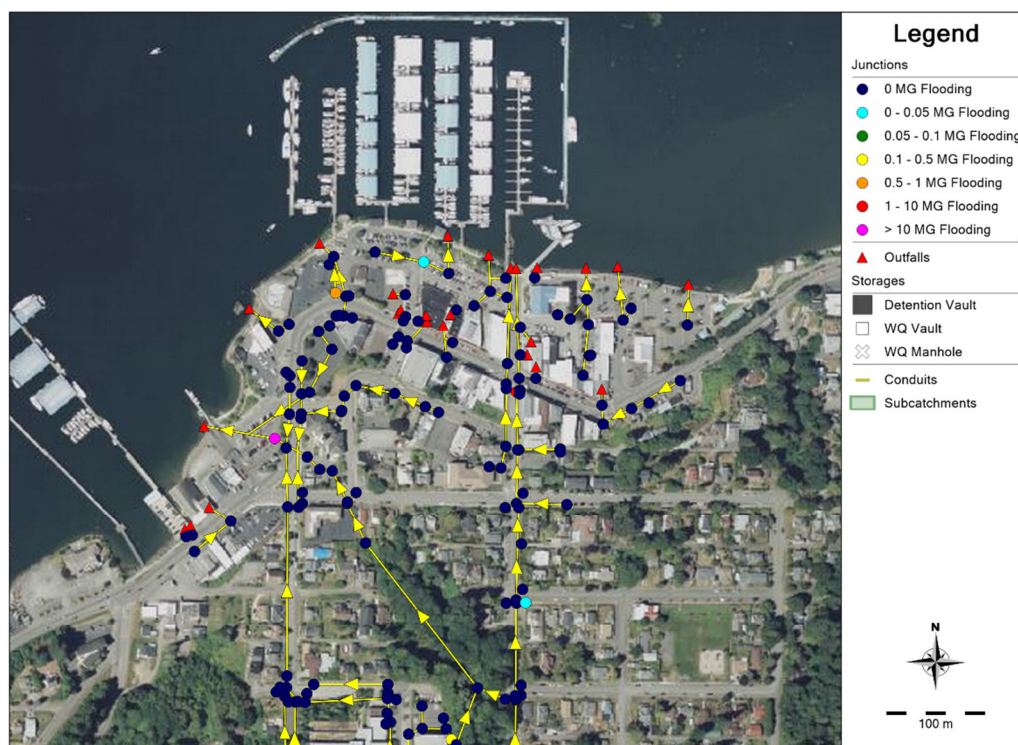 Legend
Junctions
0 MG Flooding
0 - 0.05 MG Flooding
0.05 - 0.1 MG Flooding
0.1 - 0.5 MG Flooding
0.5 - 1 MG Flooding
1 - 10 MG Flooding
> 10 MG Flooding
Outfalls
Storages
Detention Vault
WQ Vault
WQ Manhole
Conduits
Subcatchments
N
100 m